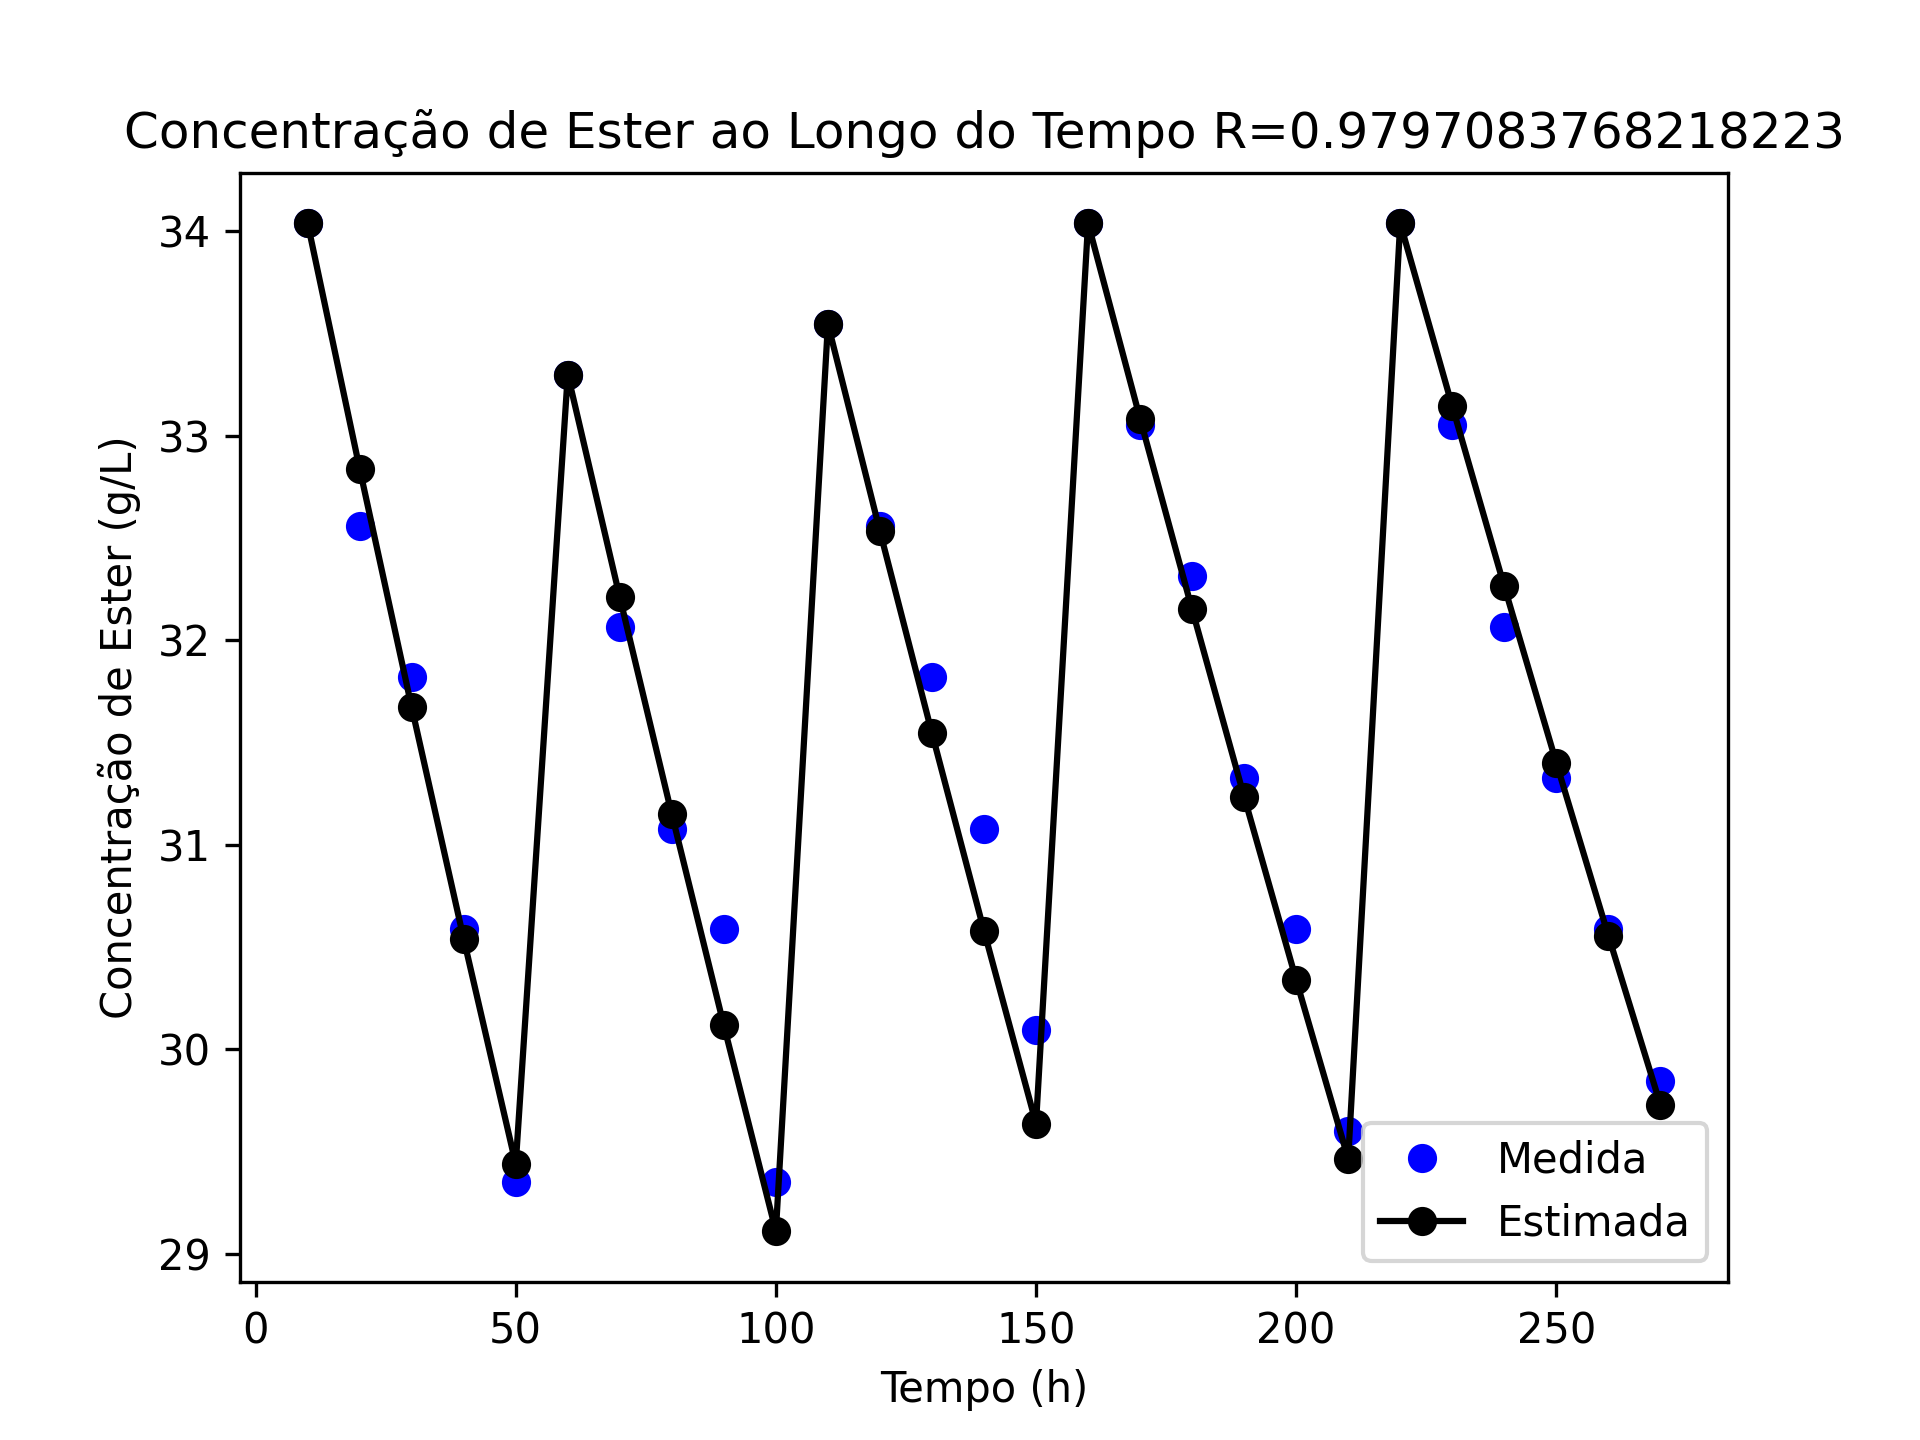 Concentração de Ester ao Longo do Tempo R=0.9797083768218223
Concentração de Ester (g/L)
34
33
32
31
30
29
0 50 100 150 200 250
Tempo (h)
Medida
Estimada